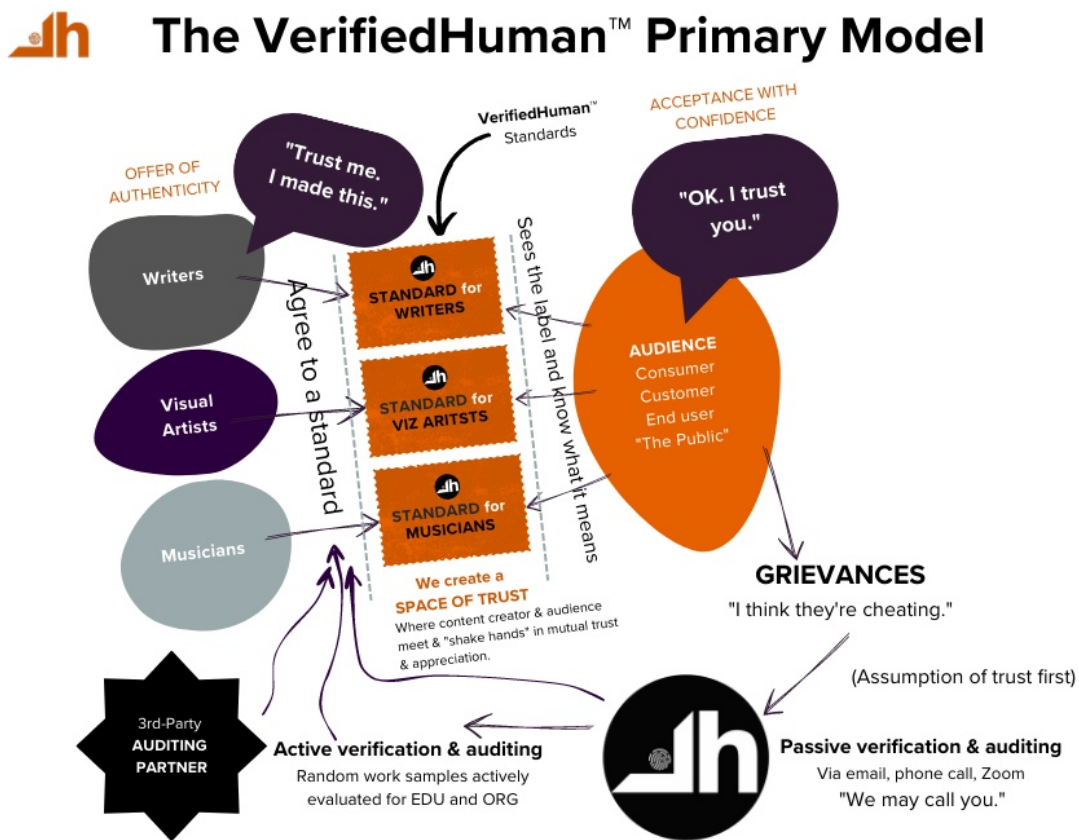 The VerifiedHuman™ Primary Model
OFFER OF
AUTHENTICITY
"Trust me.
I made this."
VerifiedHuman™
Standards
ACCEPTANCE WITH
CONFIDENCE
"OK. I trust
you."
Writers
Visual
Artists
Musicians
Agree to a standard
h
STANDARD for
WRITERS
h
STANDARD for
VIZ ARITSTS
h
STANDARD for
MUSICIANS
Sees the label and know what it means
AUDIENCE
Consumer
Customer
End user
"The Public"
We create a
SPACE OF TRUST
Where content creator & audience
meet & "shake hands" in mutual trust
& appreciation.
GRIEVANCES
"I think they're cheating."
(Assumption of trust first)
3rd-Party
AUDITING
PARTNER
Active verification & auditing
Random work samples actively
evaluated for EDU and ORG
h
Passive verification & auditing
Via email, phone call, Zoom
"We may call you."